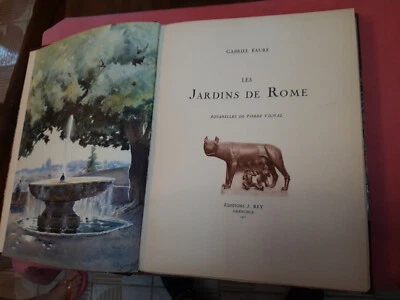 GABRIEL FAURE
LES
JARDINS DE ROME
AQUARELLES DE PIERRE VIGNAL
ÉDITIONS J. REY
GRENOBLE